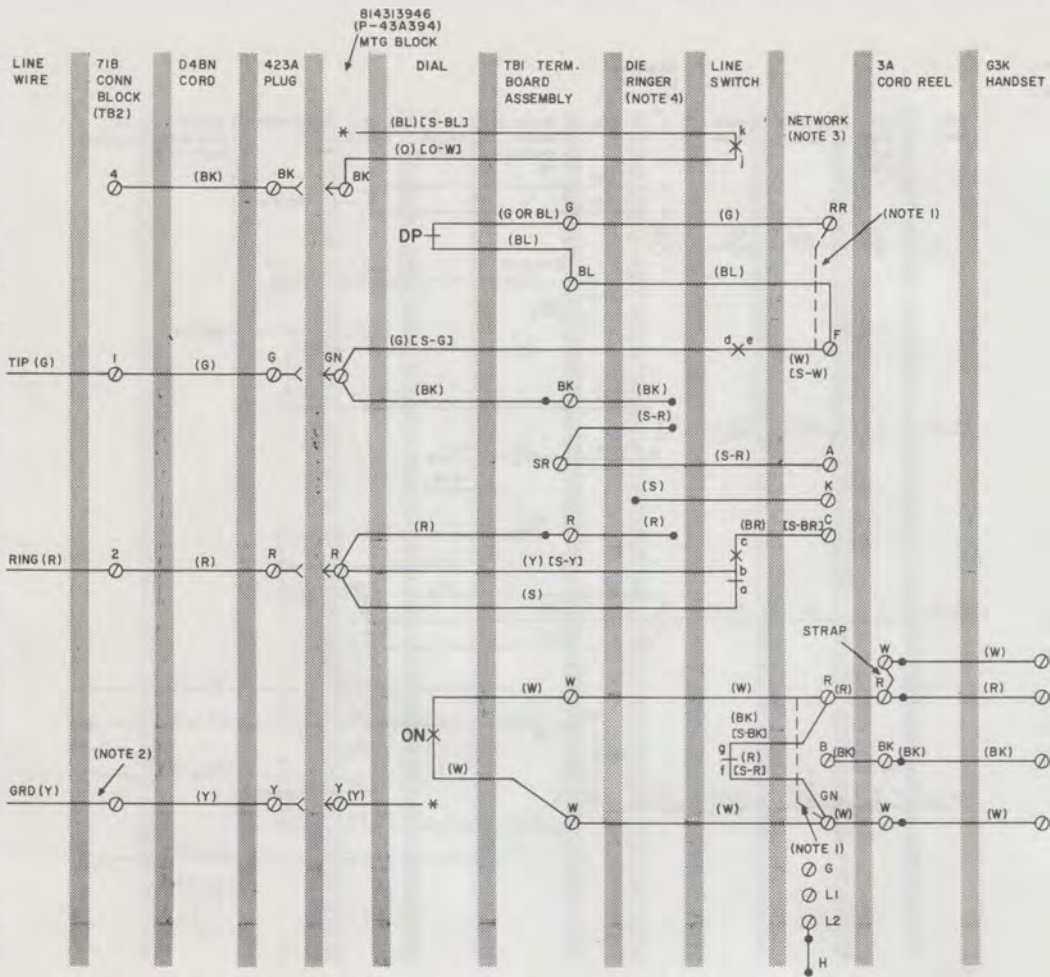 814313946
(P-43A394)
MTG BLOCK
LINE
WIRE
71B
CONN
BLOCK
(TB2)
D4BN
CORD
423A
PLUG
DIAL
TB1 TERM.
BOARD
ASSEMBLY
DIE
RINGER
(NOTE 4)
LINE
SWITCH
NETWORK
(NOTE 3)
3A
CORD REEL
G3K
HANDSET
* (BL)[S-BL] k
(O)[O-W] j
4 (BK) BK BK
(G OR BL) G (G) RR (NOTE 1)
DP
(BL)
BL (BL)
F
(G)[S-G] d e
(W)
[S-W)
TIP (G) 1 (G) G GN
(BK) BK (BK)
(S-R)
SR (S-R) A
(S) K
(R) R (R) (BR) [S-BR] C
c
RING (R) 2 (R) R R
(Y)[S-Y] b
a
(S)
STRAP
W (W)
(W) W (W) R (R) R (R)
(BK)
[S-BK]
ON
g
f
(R)
[S-R]
B (BK) BK (BK) (BK)
(NOTE 2)
(W)
GRD (Y) (Y) Y Y (Y) *
GN
W (W) (W) W (W)
(NOTE 1)
G
L1
L2
H